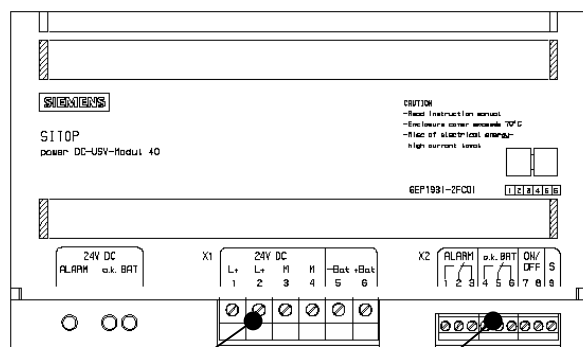 SIEMENS
SITOP
power DC-USV-Modul 40
CAUTION
-Read instruction manual
-Enclosure cover exceeds 70°C
-Risc of electrical energy-
high current level
6EP1931-2FC01
1 2 3 4 5 6
24V DC
ALARM o.k. BAT
X1
24V DC
L+ L+ M M -Bat +Bat
1 2 3 4 5 6
X2
ALARM o.k. BAT ON/OFF S
1 2 3 4 5 6 7 8 9